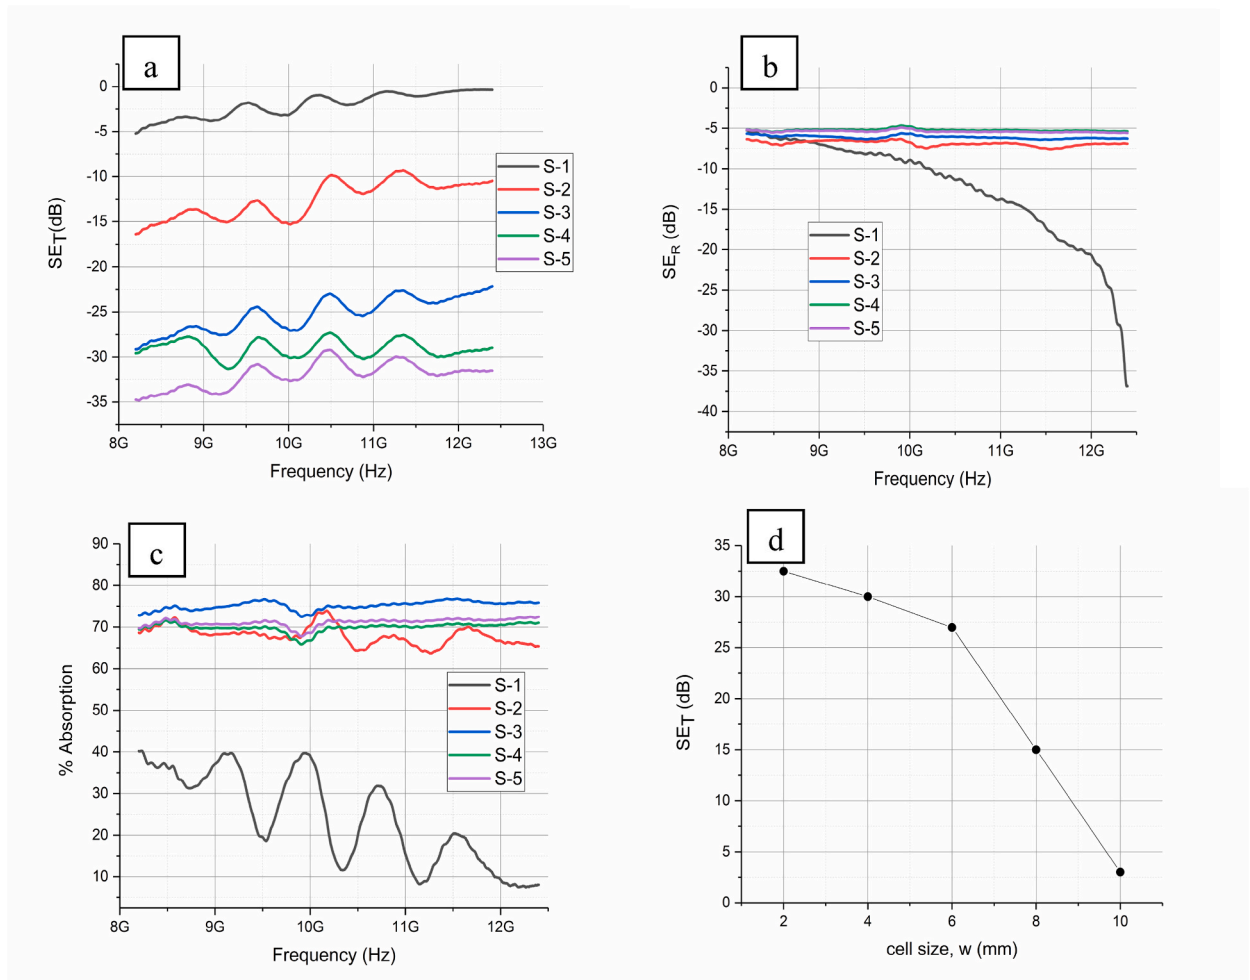 a
0
-5
-10
-15
-20
-25
-30
-35
8G 9G 10G 11G 12G 13G
Frequency (Hz)
SET(dB)
S-1
S-2
S-3
S-4
S-5
b
0
-5
-10
-15
-20
-25
-30
-35
-40
8G 9G 10G 11G 12G
Frequency (Hz)
SER (dB)
S-1
S-2
S-3
S-4
S-5
c
90
80
70
60
50
40
30
20
10
8G 9G 10G 11G 12G
Frequency (Hz)
% Absorption
S-1
S-2
S-3
S-4
S-5
d
35
30
25
20
15
10
5
0
2 4 6 8 10
cell size, w (mm)
SET (dB)